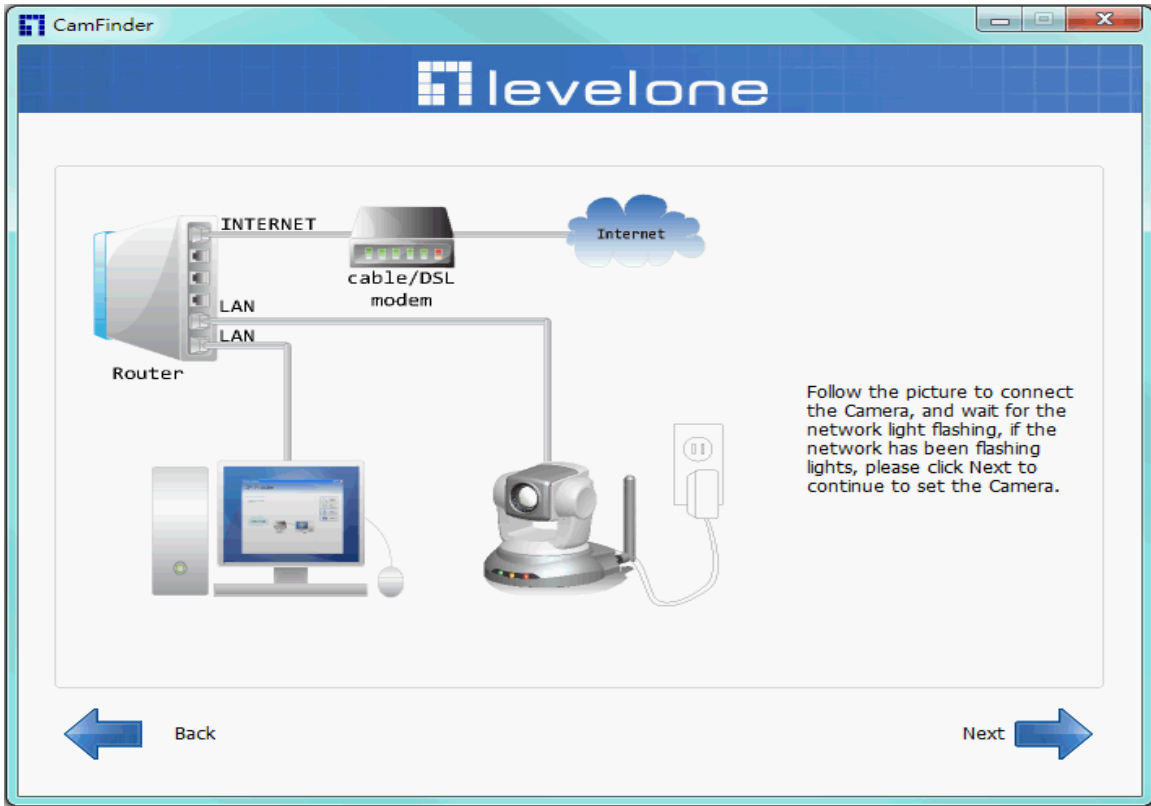 CamFinder
levelone
INTERNET
Internet
cable/DSL
modem
LAN
LAN
Router
Follow the picture to connect
the Camera, and wait for the
network light flashing, if the
network has been flashing
lights, please click Next to
continue to set the Camera.
Back
Next